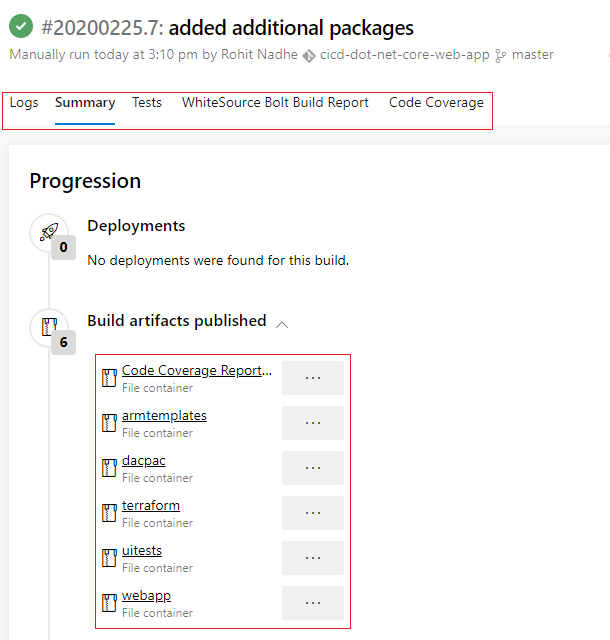 #20200225.7: added additional packages
Manually run today at 3:10 pm by Rohit Nadhe cicd-dot-net-core-web-app master
Logs Summary Tests WhiteSource Bolt Build Report Code Coverage
Progression
Deployments
0
No deployments were found for this build.
Build artifacts published
6
Code Coverage Report... ...
File container
armtemplates ...
File container
dacpac ...
File container
terraform ...
File container
uitests ...
File container
webapp ...
File container